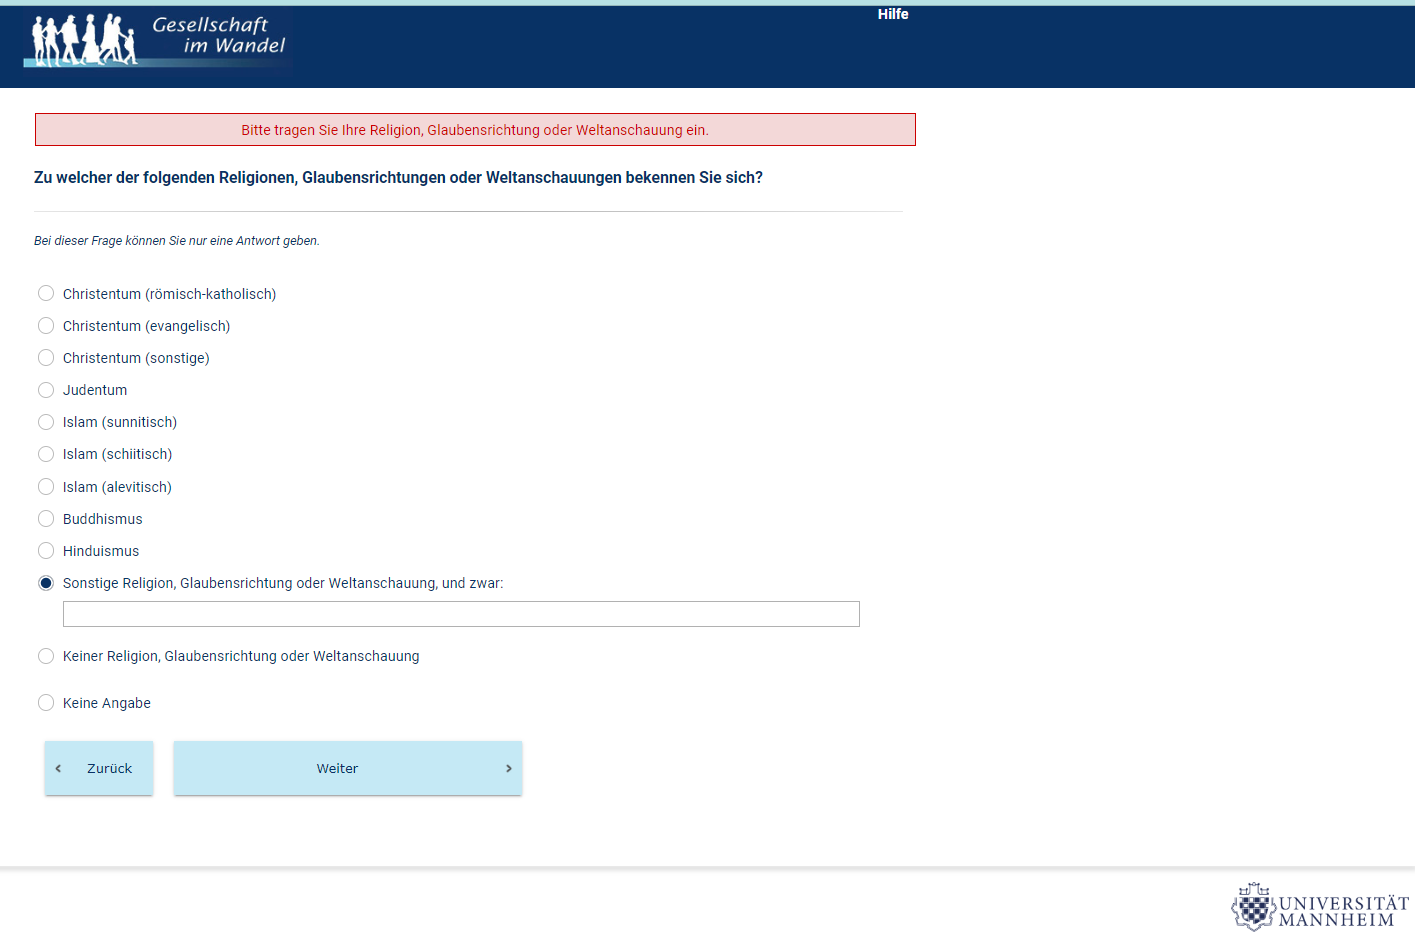 Gesellschaft
im Wandel
Hilfe
Bitte tragen Sie Ihre Religion, Glaubensrichtung oder Weltanschauung ein.
Zu welcher der folgenden Religionen, Glaubensrichtungen oder Weltanschauungen bekennen Sie sich?
Bei dieser Frage können Sie nur eine Antwort geben.
Christentum (römisch-katholisch)
Christentum (evangelisch)
Christentum (sonstige)
Judentum
Islam (sunnitisch)
Islam (schiitisch)
Islam (alevitisch)
Buddhismus
Hinduismus
Sonstige Religion, Glaubensrichtung oder Weltanschauung, und zwar:
Keiner Religion, Glaubensrichtung oder Weltanschauung
Keine Angabe
Zurück
Weiter
UNIVERSITÄT
MANNHEIM